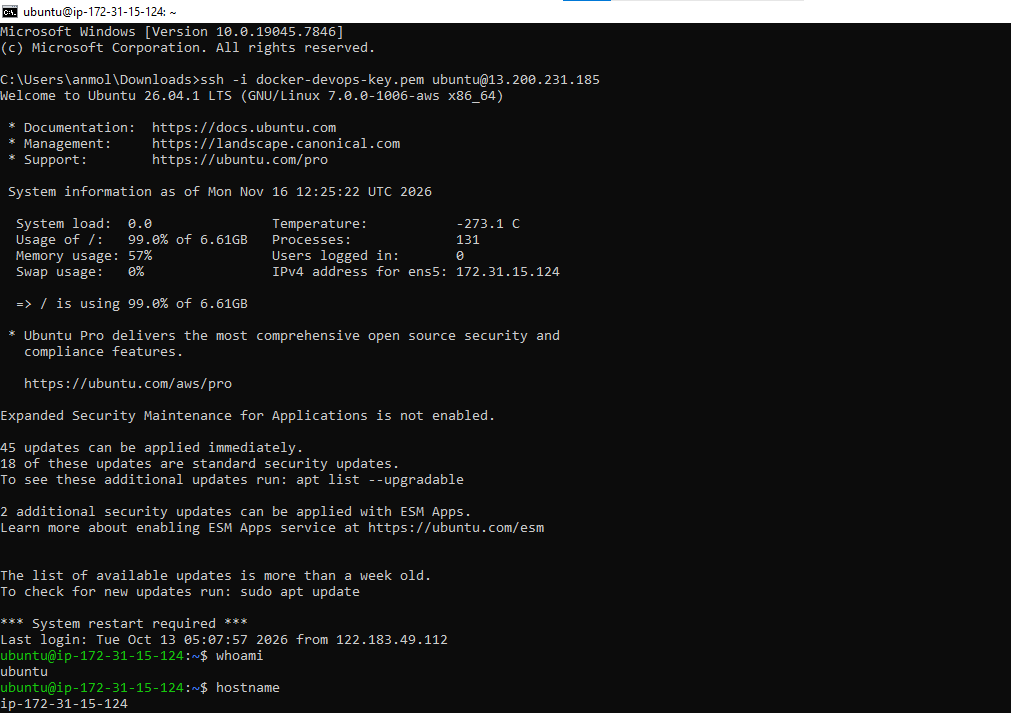 ubuntu@ip-172-31-15-124: ~
Microsoft Windows [Version 10.0.19045.7846]
(c) Microsoft Corporation. All rights reserved.
C:\Users\anmol\Downloads>ssh -i docker-devops-key.pem ubuntu@13.200.231.185
Welcome to Ubuntu 26.04.1 LTS (GNU/Linux 7.0.0-1006-aws x86_64)
* Documentation:  https://docs.ubuntu.com
* Management:     https://landscape.canonical.com
* Support:        https://ubuntu.com/pro
System information as of Mon Nov 16 12:25:22 UTC 2026
System load:  0.0               Temperature:           -273.1 C
Usage of /:   99.0% of 6.61GB   Processes:             131
Memory usage: 57%               Users logged in:       0
Swap usage:   0%                IPv4 address for ens5: 172.31.15.124
=> / is using 99.0% of 6.61GB
* Ubuntu Pro delivers the most comprehensive open source security and
compliance features.
https://ubuntu.com/aws/pro
Expanded Security Maintenance for Applications is not enabled.
45 updates can be applied immediately.
18 of these updates are standard security updates.
To see these additional updates run: apt list --upgradable
2 additional security updates can be applied with ESM Apps.
Learn more about enabling ESM Apps service at https://ubuntu.com/esm
The list of available updates is more than a week old.
To check for new updates run: sudo apt update
*** System restart required ***
Last login: Tue Oct 13 05:07:57 2026 from 122.183.49.112
ubuntu@ip-172-31-15-124:~$ whoami
ubuntu
ubuntu@ip-172-31-15-124:~$ hostname
ip-172-31-15-124